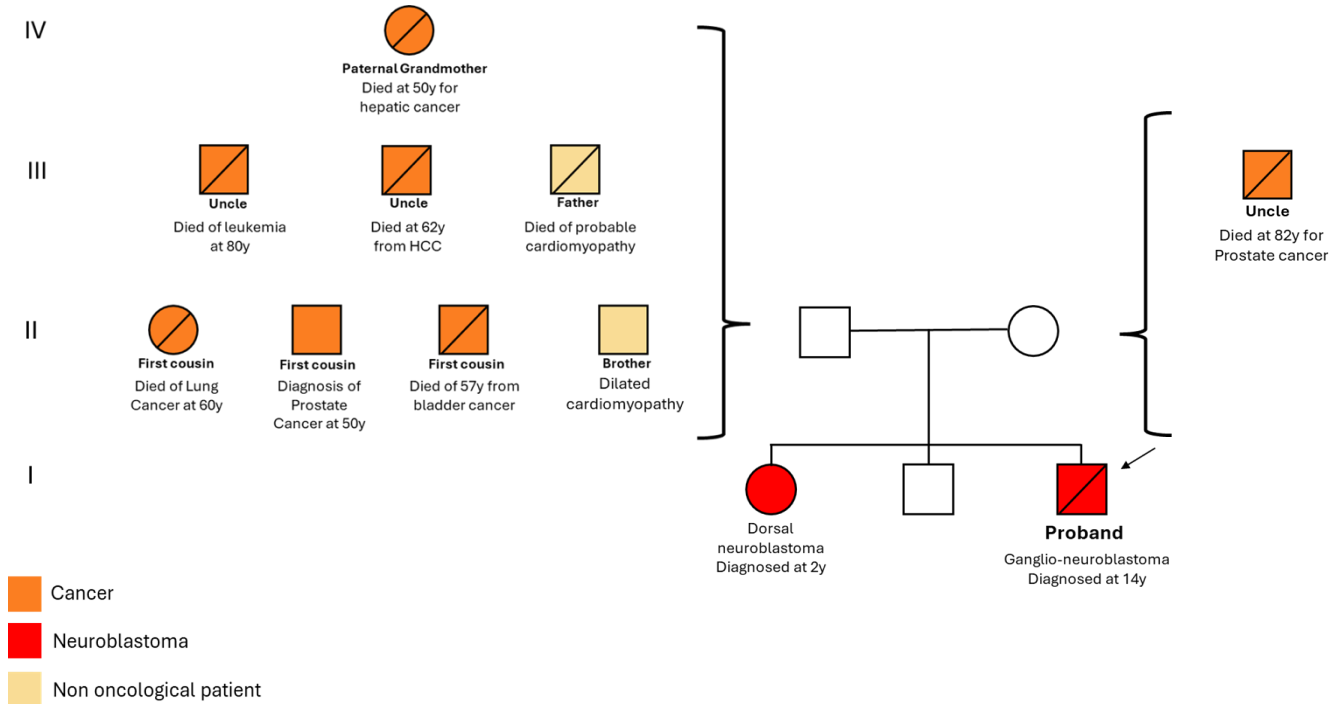 IV
Paternal Grandmother
Died at 50y for
hepatic cancer
III
Uncle
Died of leukemia
at 80y
Uncle
Died at 62y
from HCC
Father
Died of probable
cardiomyopathy
Uncle
Died at 82y for
Prostate cancer
II
First cousin
Died of Lung
Cancer at 60y
First cousin
Diagnosis of
Prostate
Cancer at 50y
First cousin
Died of 57y from
bladder cancer
Brother
Dilated
cardiomyopathy
I
Dorsal
neuroblastoma
Diagnosed at 2y
Proband
Ganglio-neuroblastoma
Diagnosed at 14y
Cancer
Neuroblastoma
Non oncological patient